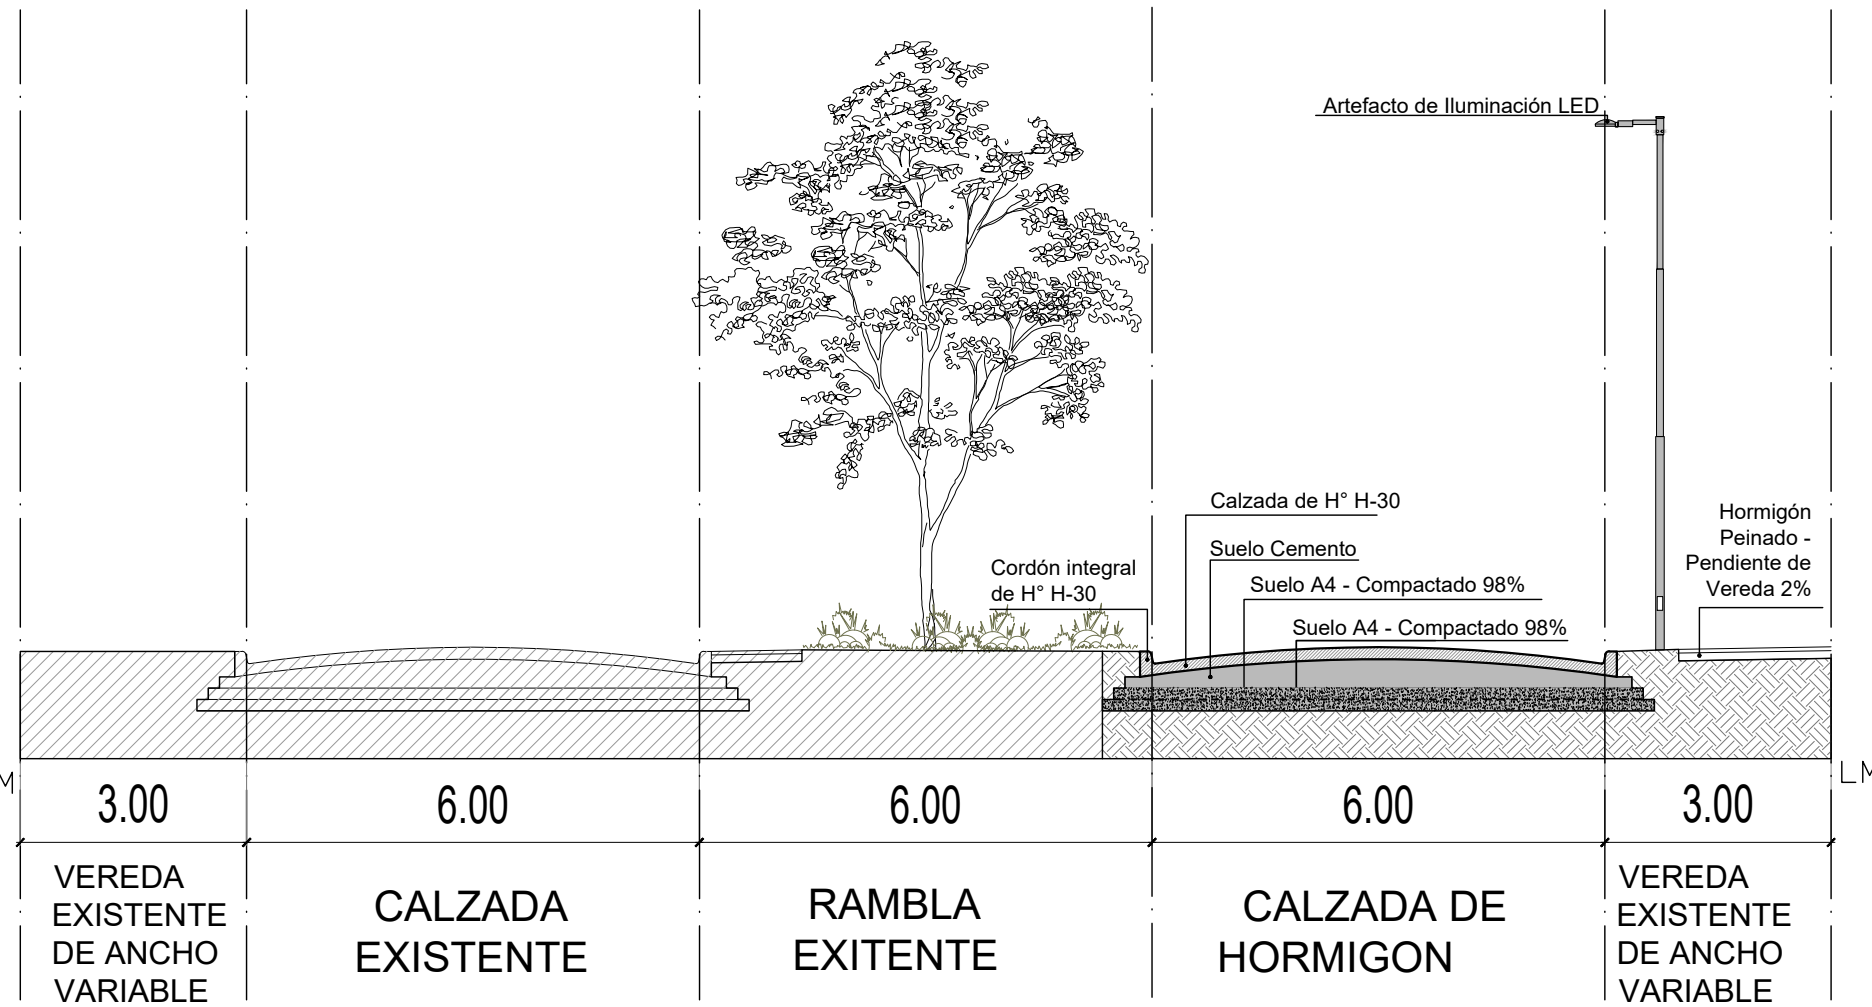 Artefacto de Iluminación LED
Calzada de H° H-30
Suelo Cemento
Suelo A4 - Compactado 98%
Suelo A4 - Compactado 98%
Cordón integral
de H° H-30
Hormigón
Peinado -
Pendiente de
Vereda 2%
M
LM
3.00
6.00
6.00
6.00
3.00
VEREDA
EXISTENTE
DE ANCHO
VARIABLE
CALZADA
EXISTENTE
RAMBLA
EXITENTE
CALZADA DE
HORMIGON
VEREDA
EXISTENTE
DE ANCHO
VARIABLE